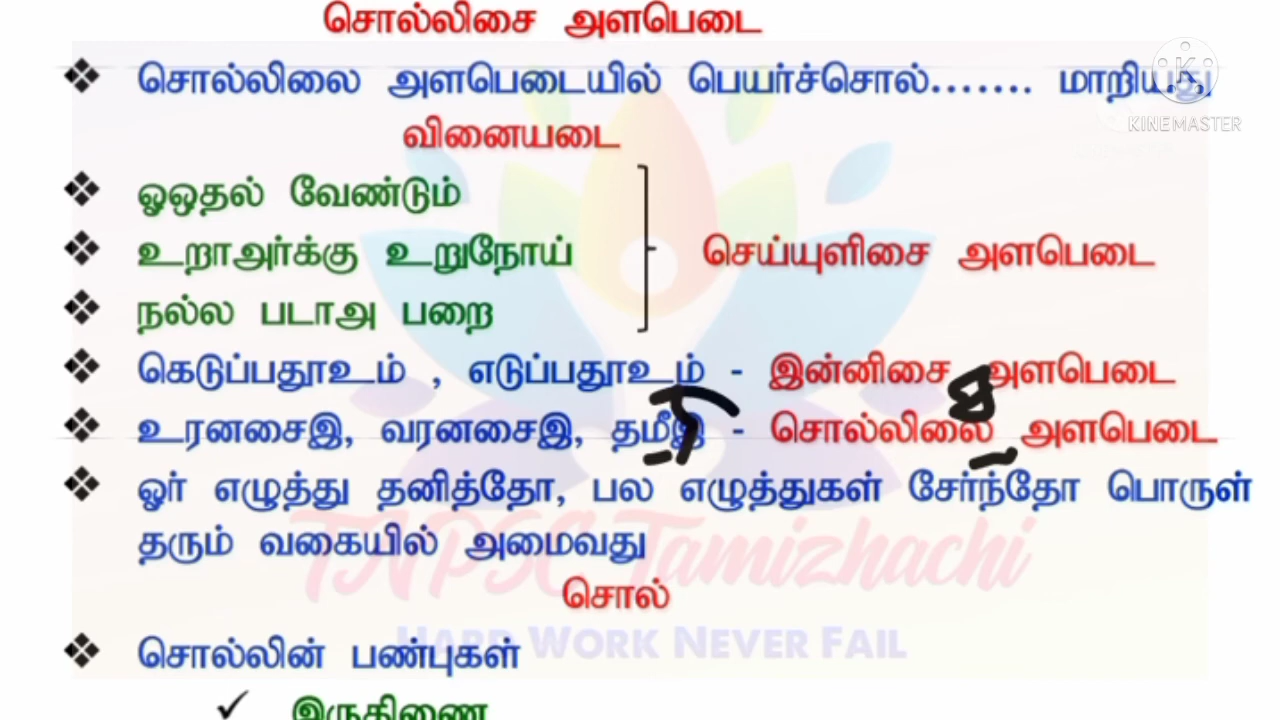 சொல்லிசை அளபெடை
❖ சொல்லிலை அளபெடையில் பெயர்ச்சொல்....... மாறியது
KINEMASTER
வினையடை
❖ ஓஒதல் வேண்டும்
❖ உறாஅர்க்கு உறுநோய்
செய்யுளிசை அளபெடை
❖ நல்ல படாஅ பறை
❖ கெடுப்பதூஉம் , எடுப்பதூஉம் - இன்னிசை அளபெடை
❖ உரனசைஇ, வரனசைஇ, தமீஇ - சொல்லிலை அளபெடை
❖ ஓர் எழுத்து தனித்தோ, பல எழுத்துகள் சேர்ந்தோ பொருள்
தரும் வகையில் அமைவது
TNPSC Tamizhachi
சொல்
HARD WORK NEVER FAIL
❖ சொல்லின் பண்புகள்
✓ இருதிணை